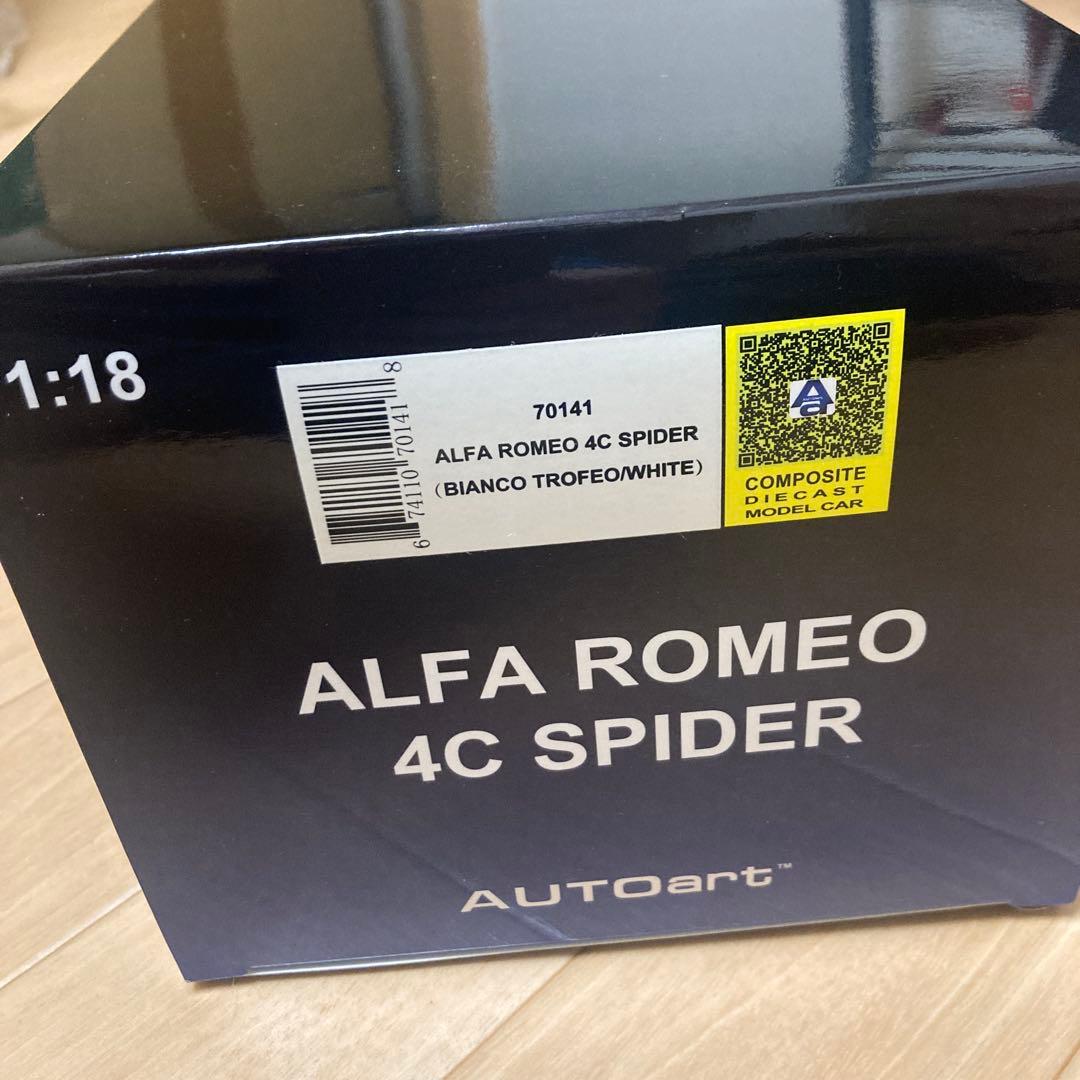 1:18
6 74110 70141 8
70141
ALFA ROMEO 4C SPIDER
(BIANCO TROFEO/WHITE)
A
a
COMPOSITE
DIECAST
MODEL CAR
ALFA ROMEO
4C SPIDER
AUTOart™